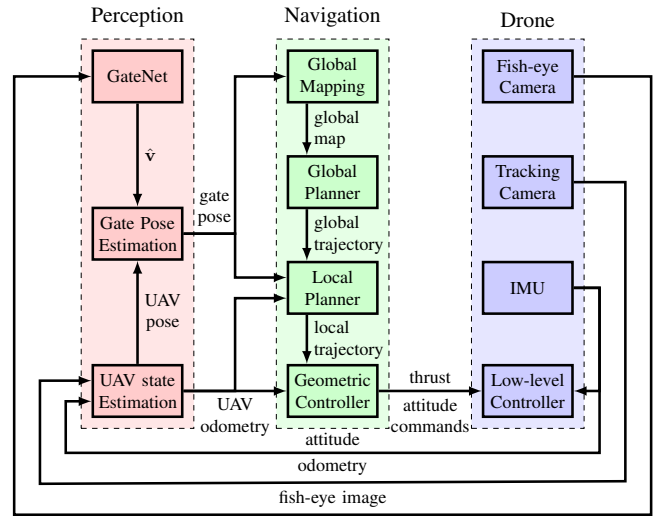 Perception
Navigation
Drone
GateNet
Global
Mapping
Fish-eye
Camera
global
map
v̂
gate
pose
Global
Planner
Tracking
Camera
Gate Pose
Estimation
global
trajectory
UAV
pose
Local
Planner
IMU
local
trajectory
UAV state
Estimation
UAV
odometry
Geometric
Controller
thrust
attitude
commands
Low-level
Controller
attitude
odometry
fish-eye image